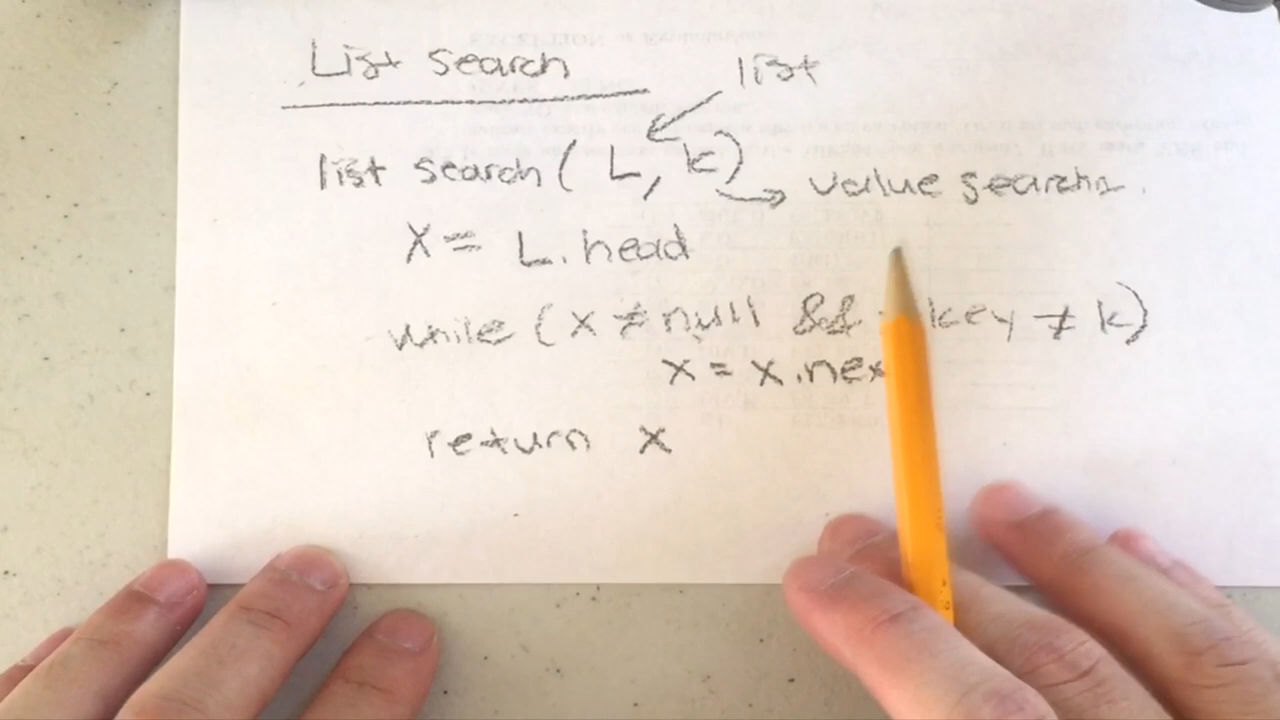 List search
list
list search ( L, k)
value search
X = L. head
while ( x ≠ null && key ≠ k)
x = x.nex
return x